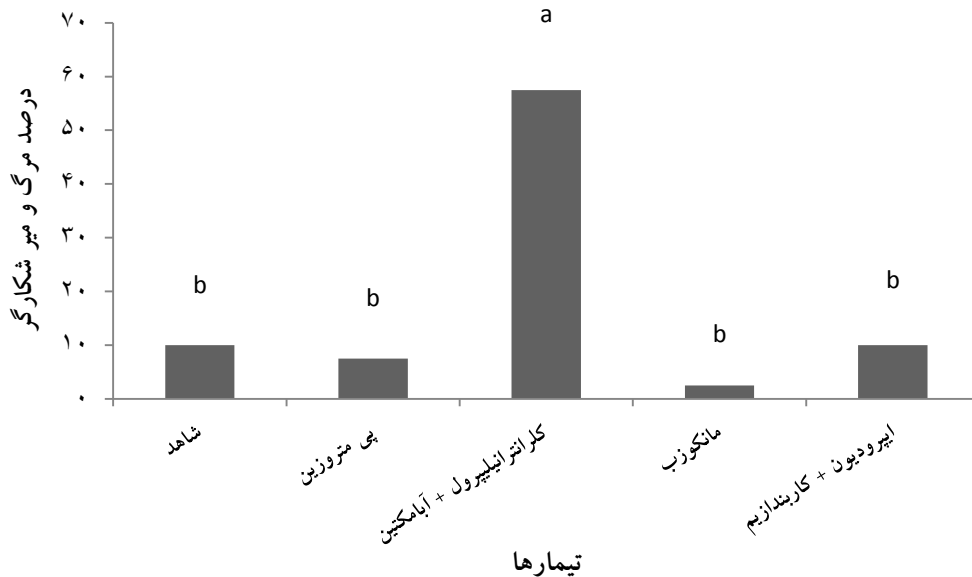 درصد مرگ و میر شکارگر
۷۰
۶۰
۵۰
۴۰
۳۰
۲۰
۱۰
۰
b
b
a
b
b
شاهد
پی متروزین
کلرانترانیلیپرول + آبامکتین
مانکوزب
ایپرودیون + کاربندازیم
تیمارها